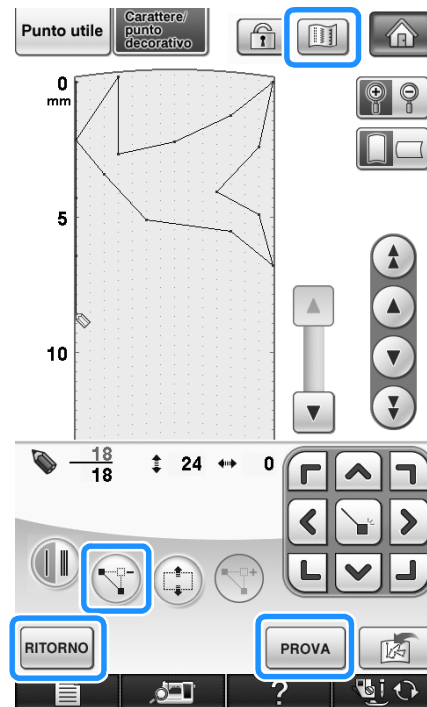 Punto utile
Carattere/
punto
decorativo
0
mm
5
10
18
18
24
0
RITORNO
PROVA
?